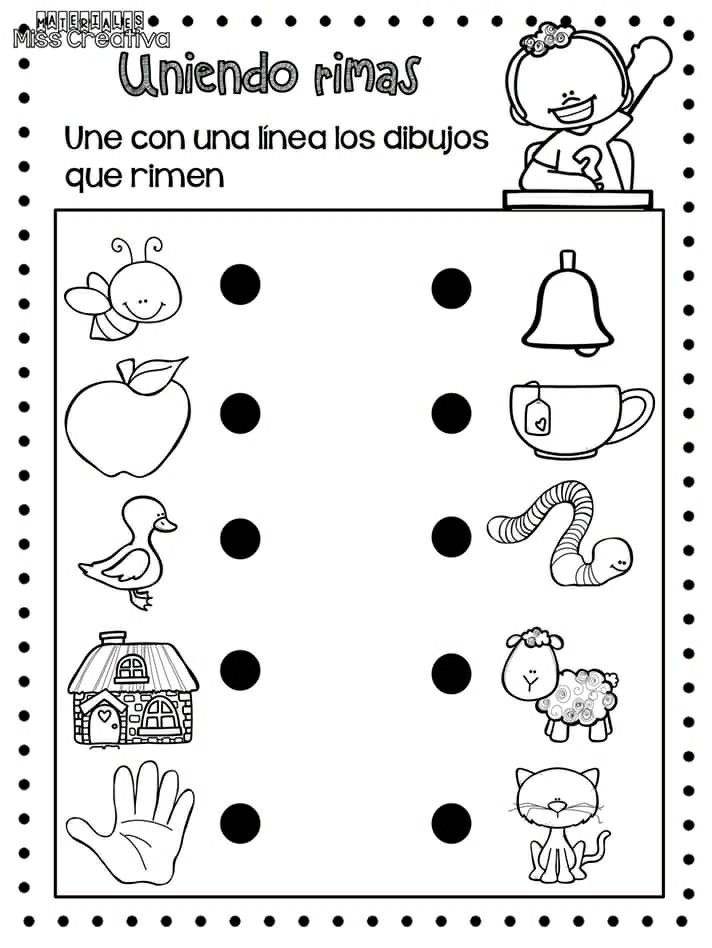 MATERIALES
Miss Creativa
Uniendo rimas
Une con una línea los dibujos
que rimen